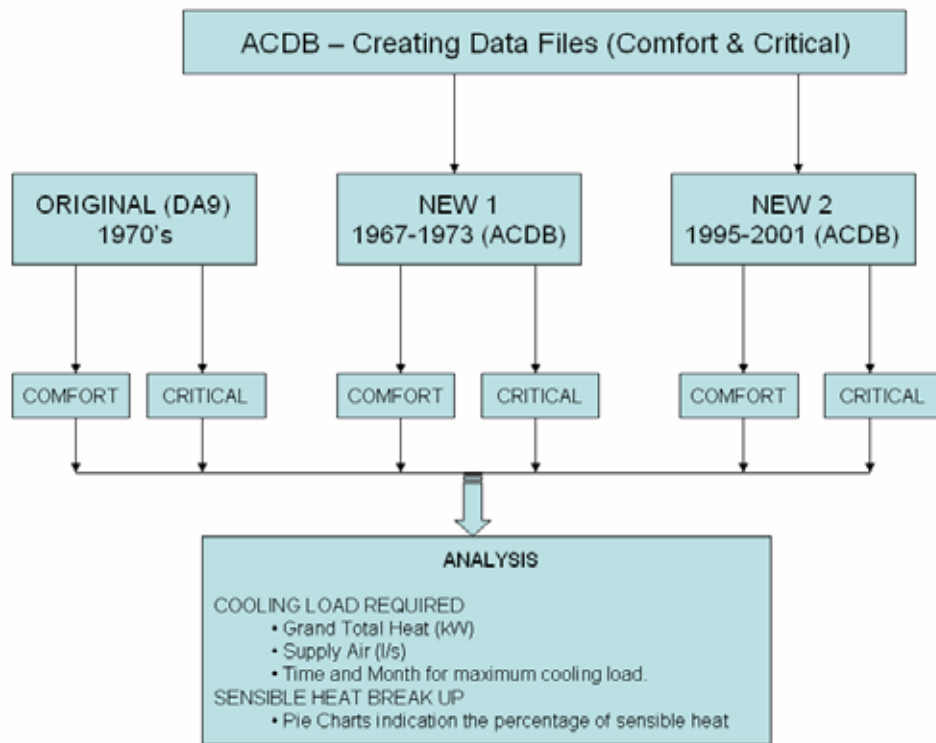 ACDB – Creating Data Files (Comfort & Critical)
ORIGINAL (DA9)
1970's
NEW 1
1967-1973 (ACDB)
NEW 2
1995-2001 (ACDB)
COMFORT
CRITICAL
COMFORT
CRITICAL
COMFORT
CRITICAL
ANALYSIS
COOLING LOAD REQUIRED
• Grand Total Heat (kW)
• Supply Air (l/s)
• Time and Month for maximum cooling load.
SENSIBLE HEAT BREAK UP
• Pie Charts indication the percentage of sensible heat